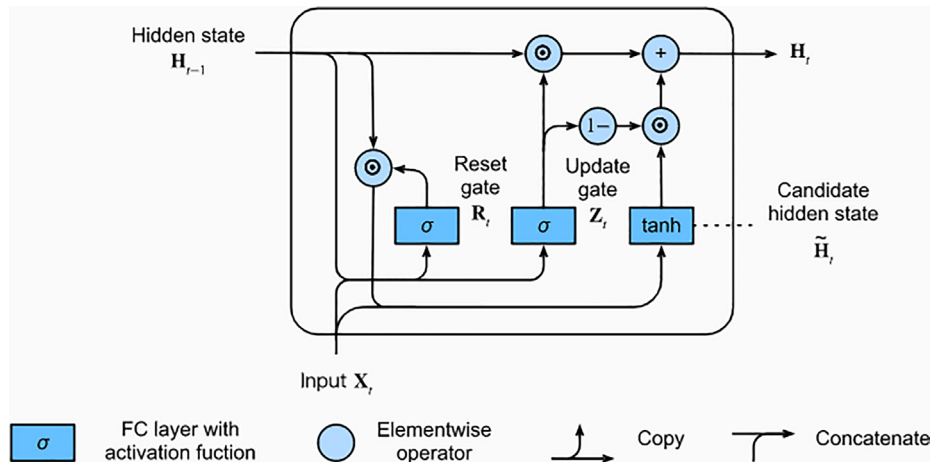 Hidden state
H_{t−1}
H_t
1−
Reset
gate
R_t
Update
gate
Z_t
Candidate
hidden state
H̃_t
σ
σ
tanh
Input X_t
σ
FC layer with
activation fuction
Elementwise
operator
Copy
Concatenate